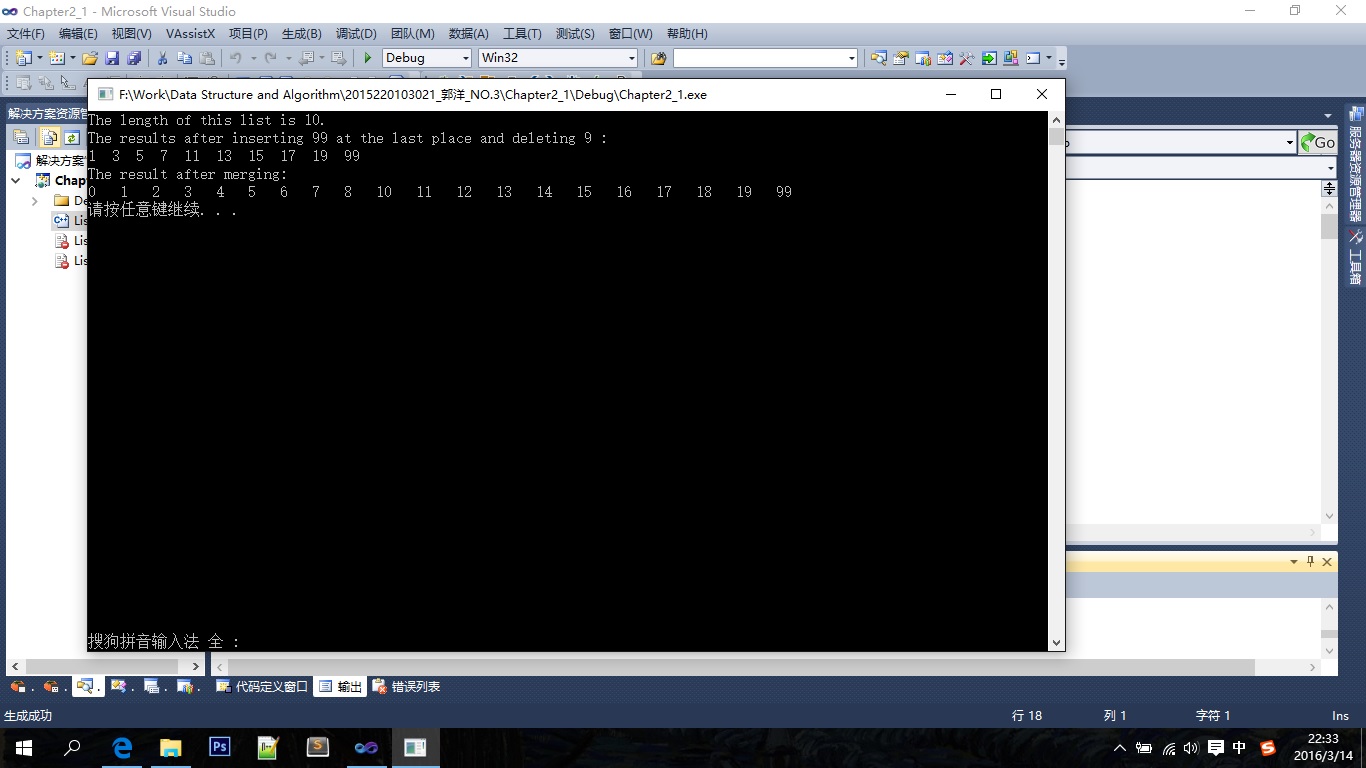 Chapter2_1 - Microsoft Visual Studio
文件(F) 编辑(E) 视图(V) VAssistX 项目(P) 生成(B) 调试(D) 团队(M) 数据(A) 工具(T) 测试(S) 窗口(W) 帮助(H)
Debug Win32
F:\Work\Data Structure and Algorithm\2015220103021_郭洋_NO.3\Chapter2_1\Debug\Chapter2_1.exe
解决方案资源管
The length of this list is 10.
The results after inserting 99 at the last place and deleting 9 :
1 3 5 7 11 13 15 17 19 99
The result after merging:
0 1 2 3 4 5 6 7 8 10 11 12 13 14 15 16 17 18 19 99
请按任意键继续. . .
搜狗拼音输入法 全 :
解决方案
Chap
De
Lis
Lis
Lis
Go
服务器资源管理器
工具箱
代码定义窗口 输出 错误列表
生成成功 行 18 列 1 字符 1 Ins
Ps S 中 S 22:33
2016/3/14